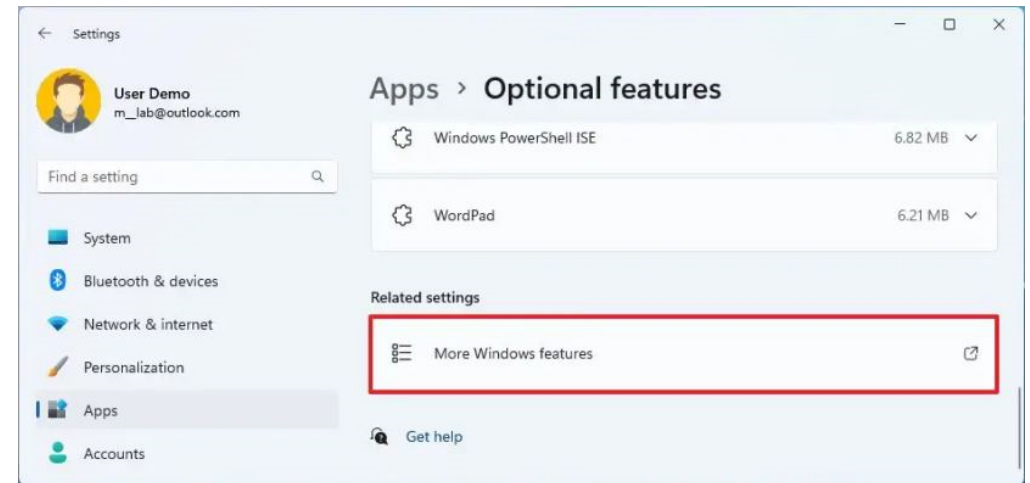 Settings
User Demo
m__lab@outlook.com
Find a setting
System
Bluetooth & devices
Network & internet
Personalization
Apps
Accounts
Apps > Optional features
Windows PowerShell ISE 6.82 MB
WordPad 6.21 MB
Related settings
More Windows features
Get help